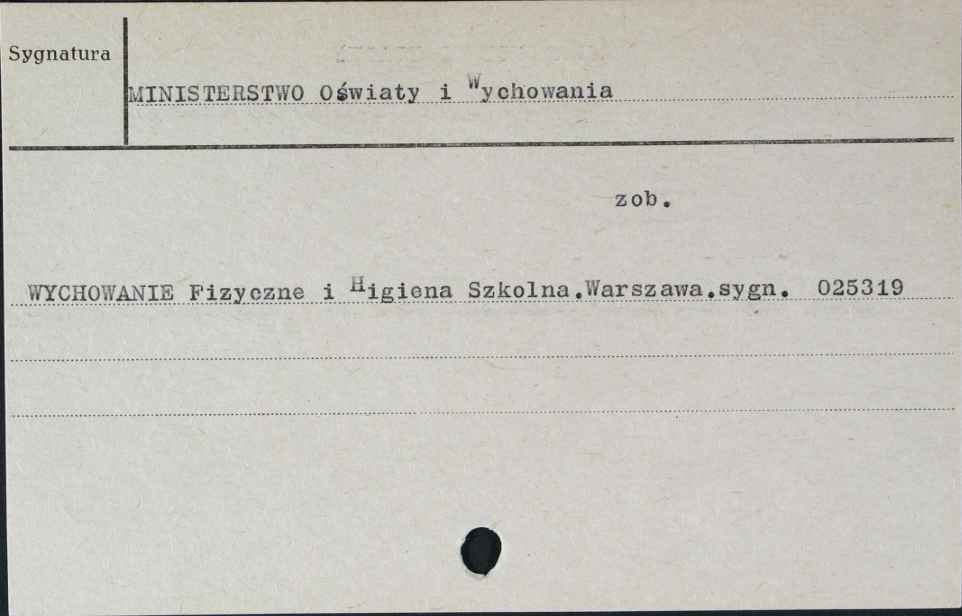 Sygnatura
MINISTERSTWO Oświaty i Wychowania
zob.
WYCHOWANIE Fizyczne i Higiena Szkolna.Warszawa.sygn. 025319